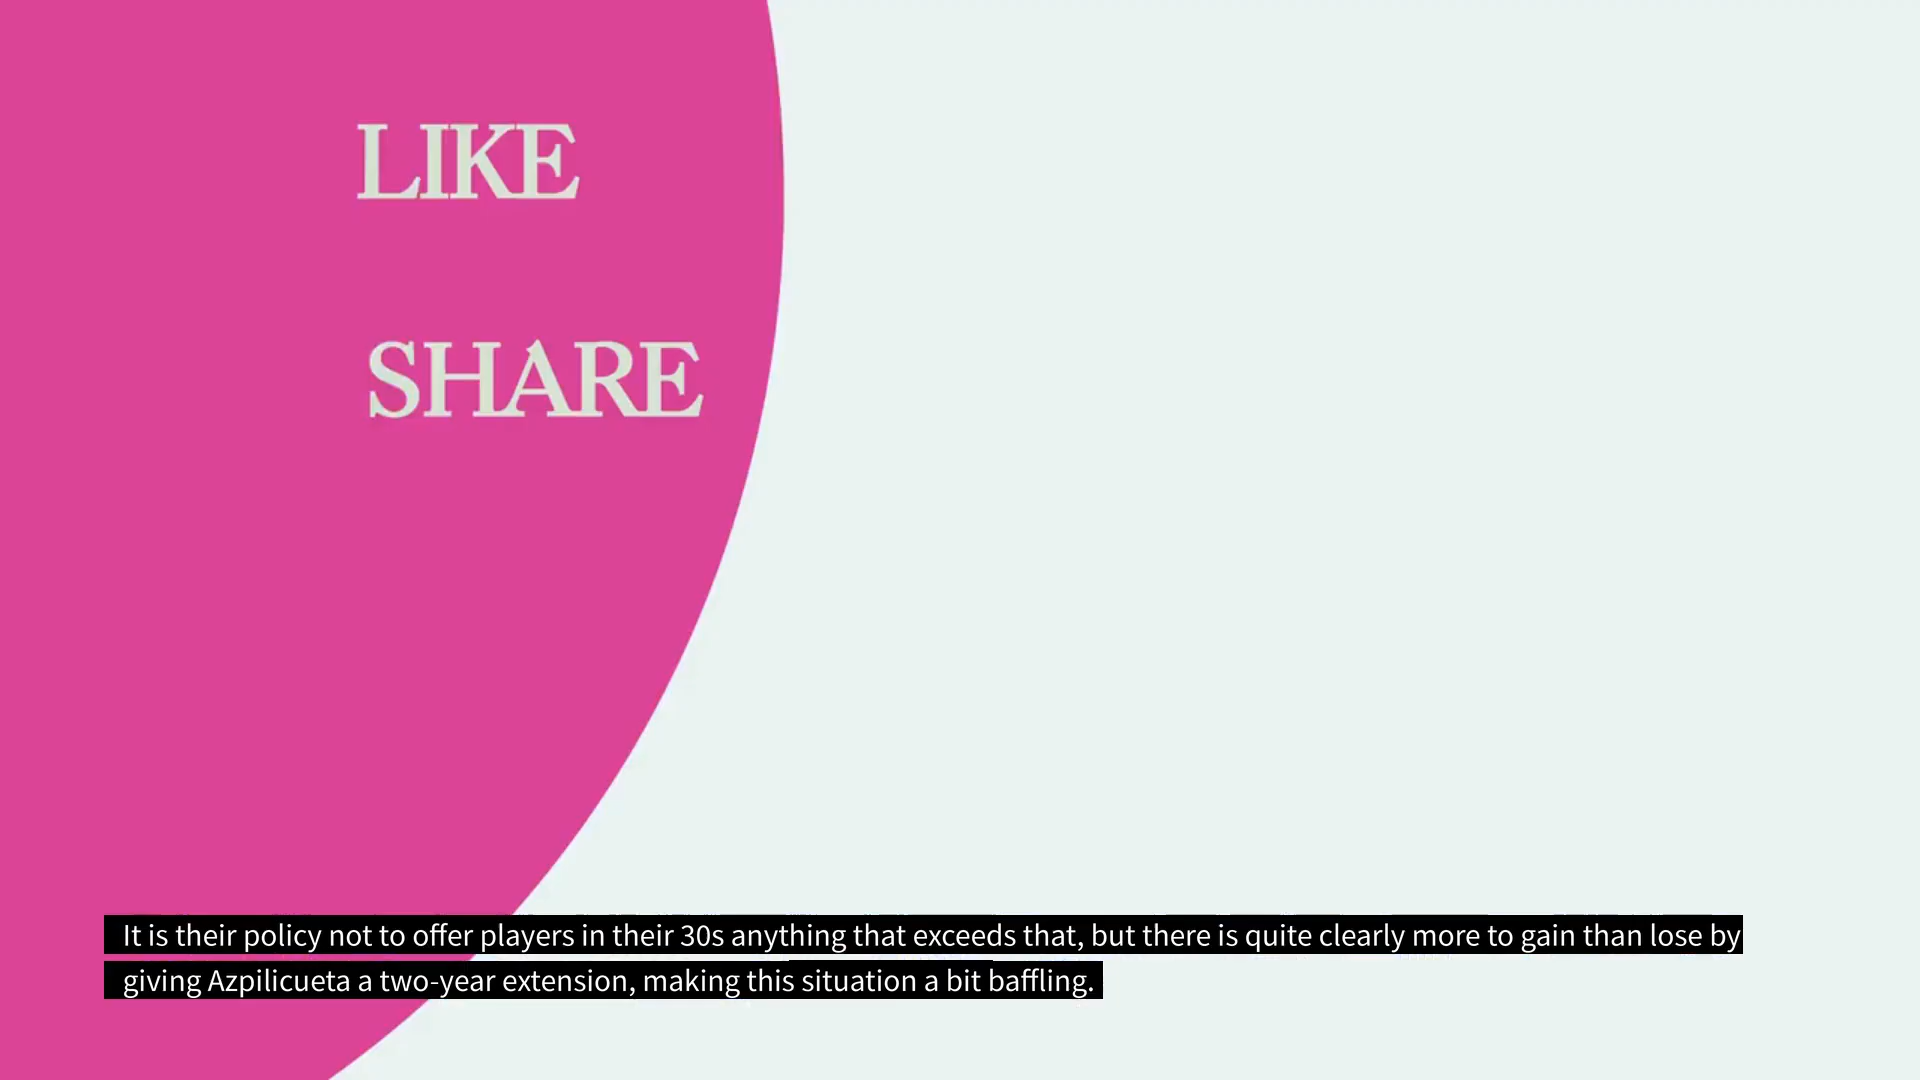 LIKE
SHARE
It is their policy not to offer players in their 30s anything that exceeds that, but there is quite clearly more to gain than lose by
giving Azpilicueta a two-year extension, making this situation a bit baffling.